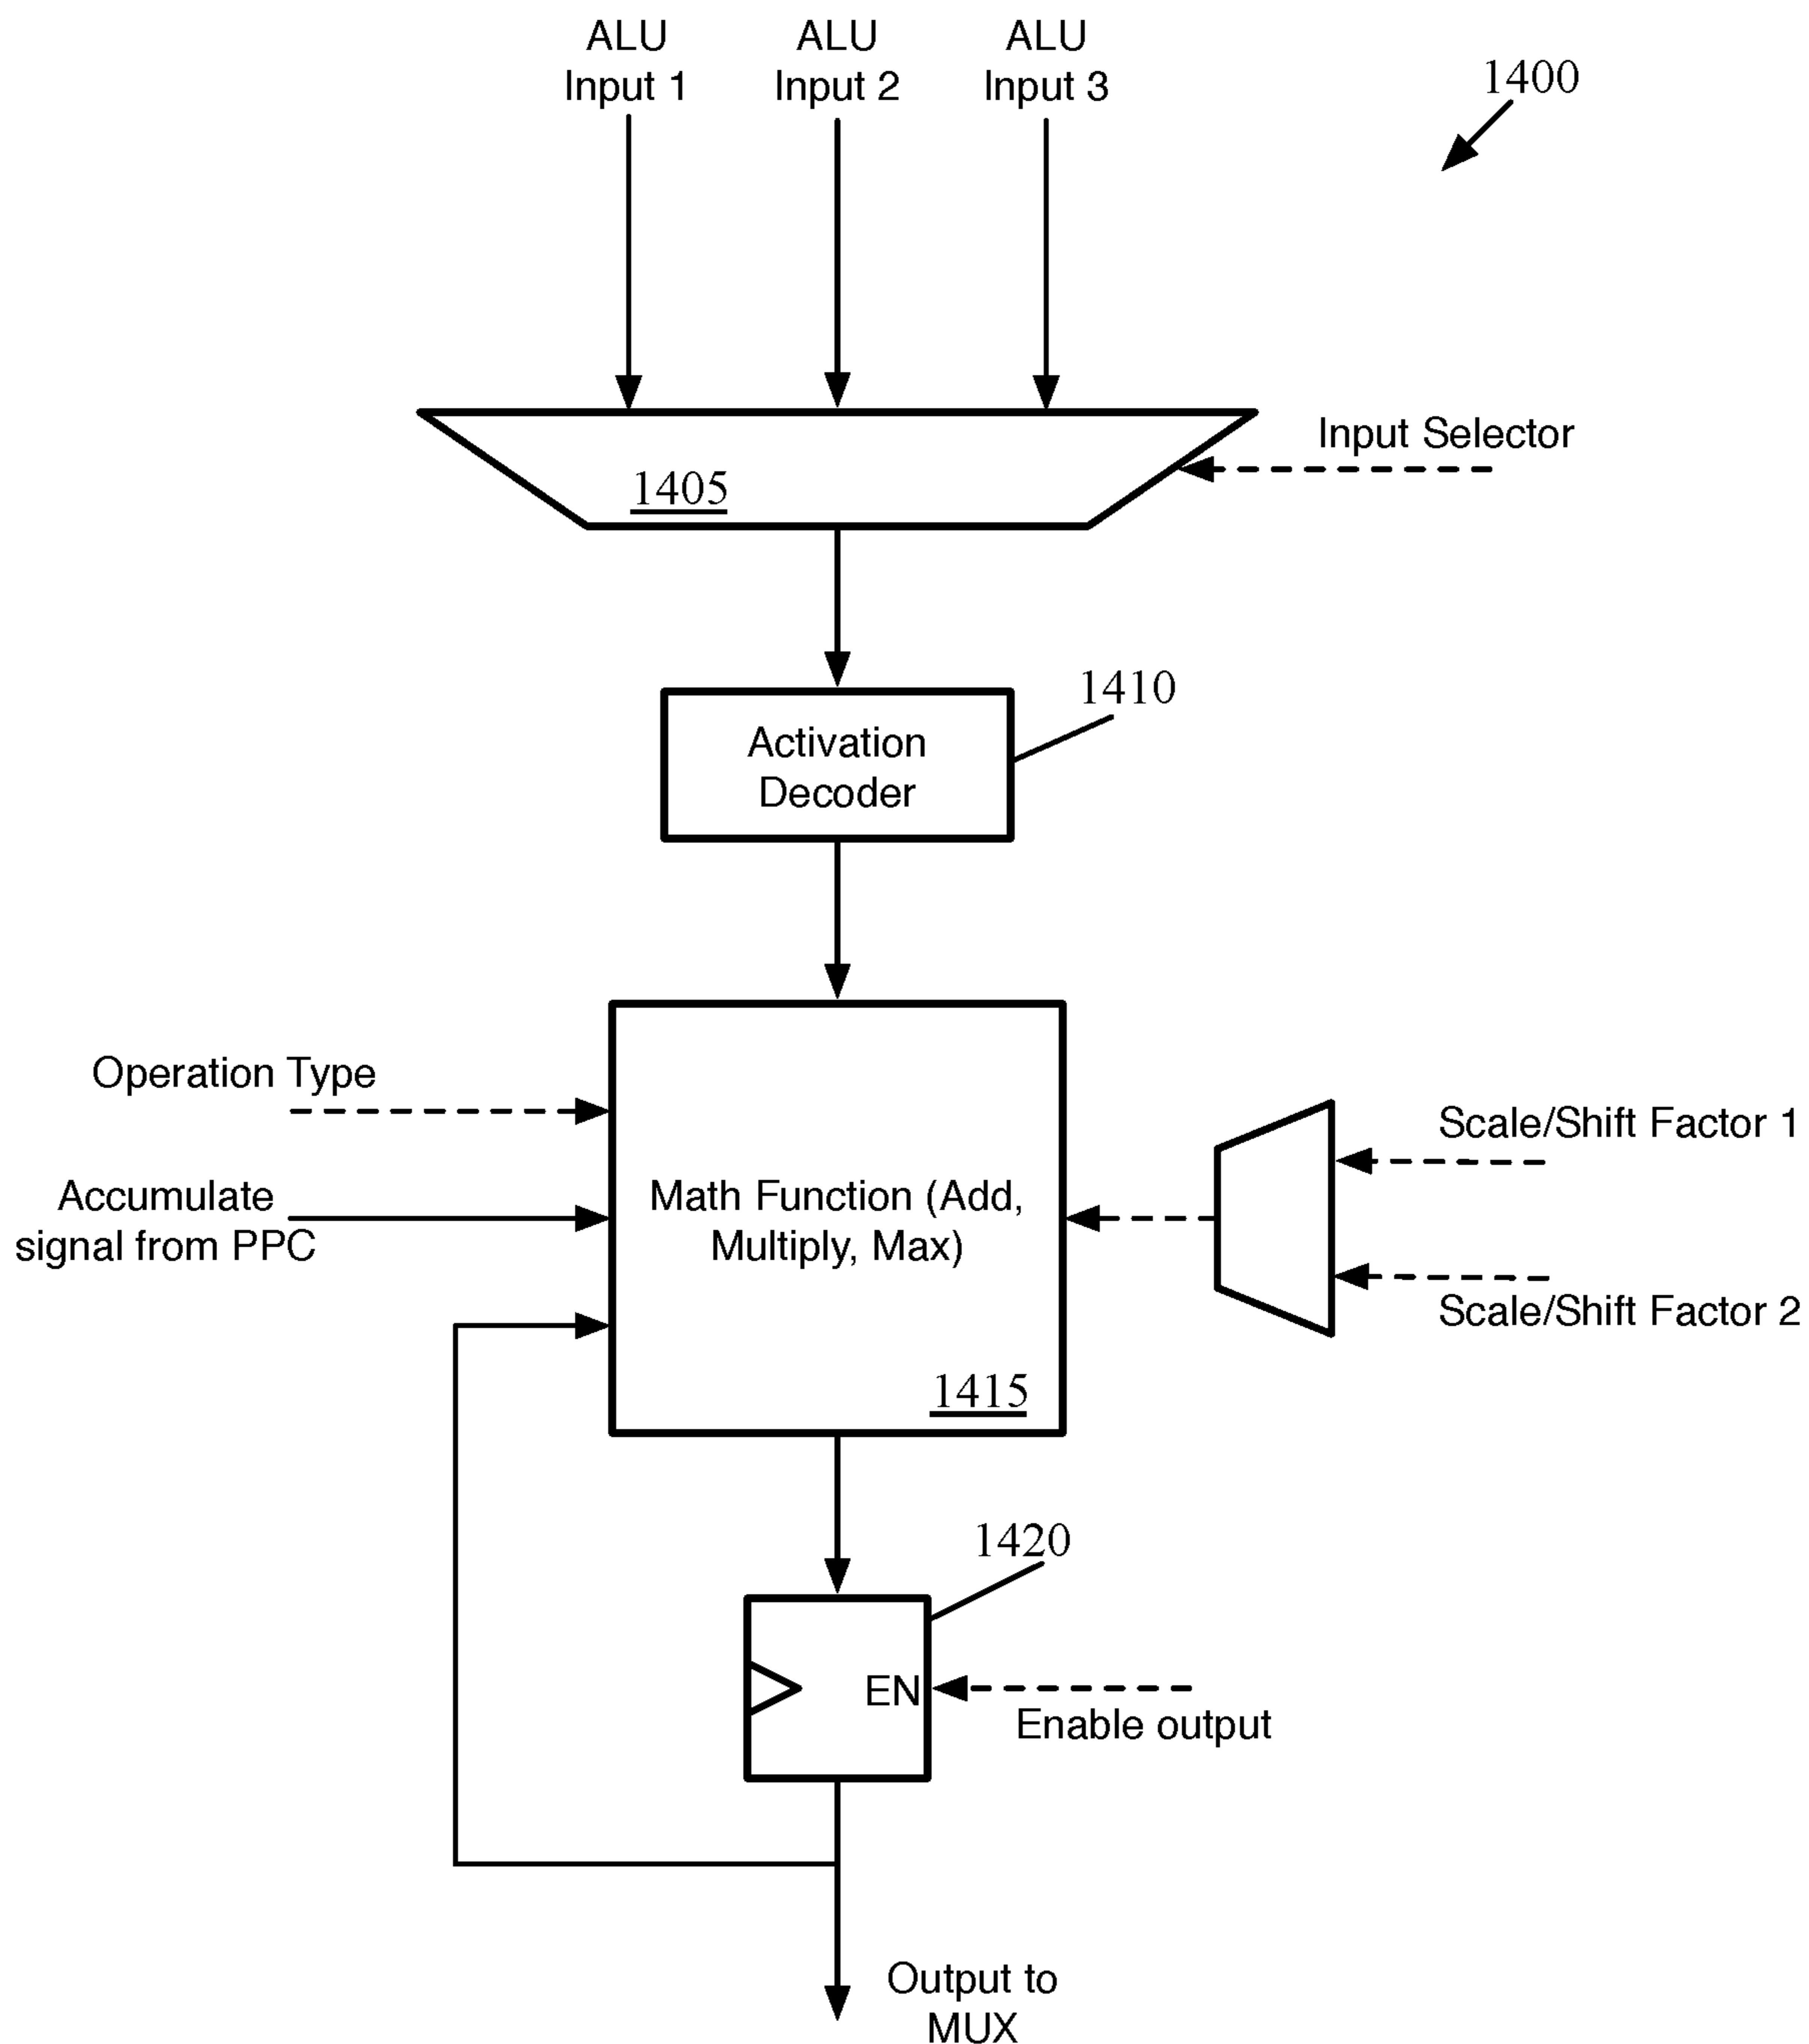 ALU
Input 1
ALU
Input 2
ALU
Input 3
1400
Input Selector
1405
1410
Activation
Decoder
Operation Type
Accumulate
signal from PPC
Math Function (Add,
Multiply, Max)
1415
Scale/Shift Factor 1
Scale/Shift Factor 2
1420
EN
Enable output
Output to
MUX